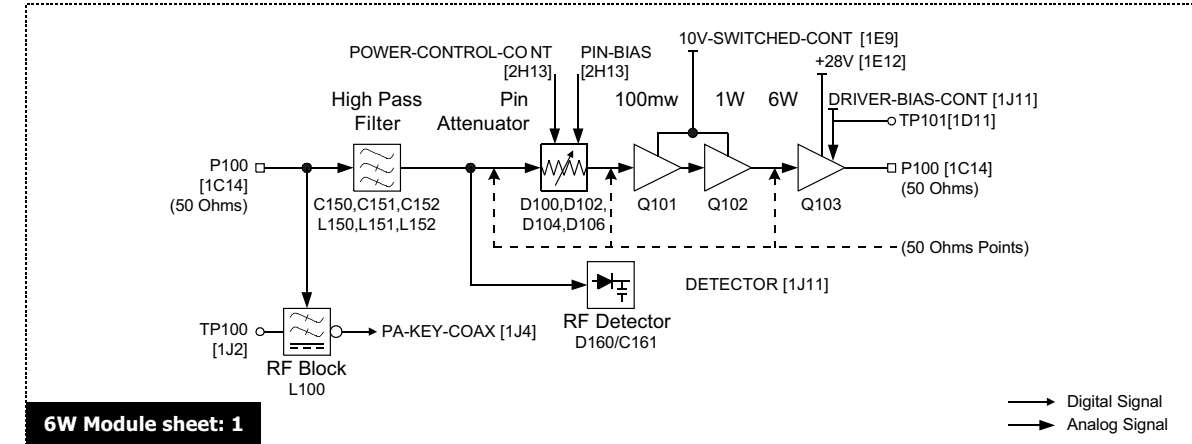 10V-SWITCHED-CONT [1E9]
POWER-CONTROL-CO NT
[2H13]
PIN-BIAS
[2H13]
+28V [1E12]
High Pass
Filter
Pin
Attenuator
100mw
1W
6W
DRIVER-BIAS-CONT [1J11]
TP101[1D11]
P100
[1C14]
(50 Ohms)
P100 [1C14]
(50 Ohms)
C150,C151,C152
L150,L151,L152
D100,D102,
D104,D106
Q101
Q102
Q103
(50 Ohms Points)
DETECTOR [1J11]
RF Detector
D160/C161
TP100
[1J2]
PA-KEY-COAX [1J4]
RF Block
L100
6W Module sheet: 1
Digital Signal
Analog Signal